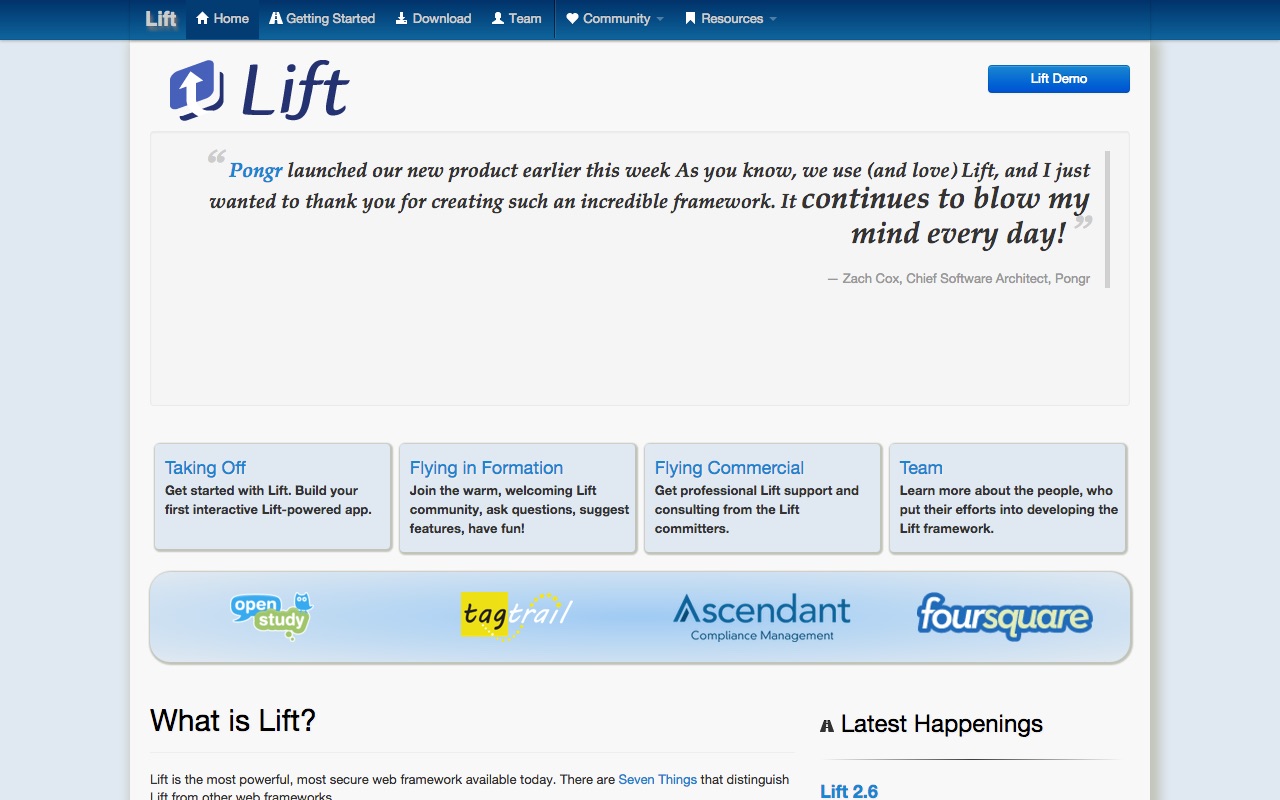 Lift Home Getting Started Download Team Community Resources
Lift
Lift Demo
“ Pongr launched our new product earlier this week As you know, we use (and love) Lift, and I just
wanted to thank you for creating such an incredible framework. It continues to blow my
mind every day! ”
— Zach Cox, Chief Software Architect, Pongr
Taking Off
Get started with Lift. Build your
first interactive Lift-powered app.
Flying in Formation
Join the warm, welcoming Lift
community, ask questions, suggest
features, have fun!
Flying Commercial
Get professional Lift support and
consulting from the Lift
committers.
Team
Learn more about the people, who
put their efforts into developing the
Lift framework.
open
study
tagtrail
Ascendant
Compliance Management
foursquare
What is Lift?
Lift is the most powerful, most secure web framework available today. There are Seven Things that distinguish
Lift from other web frameworks.
Latest Happenings
Lift 2.6